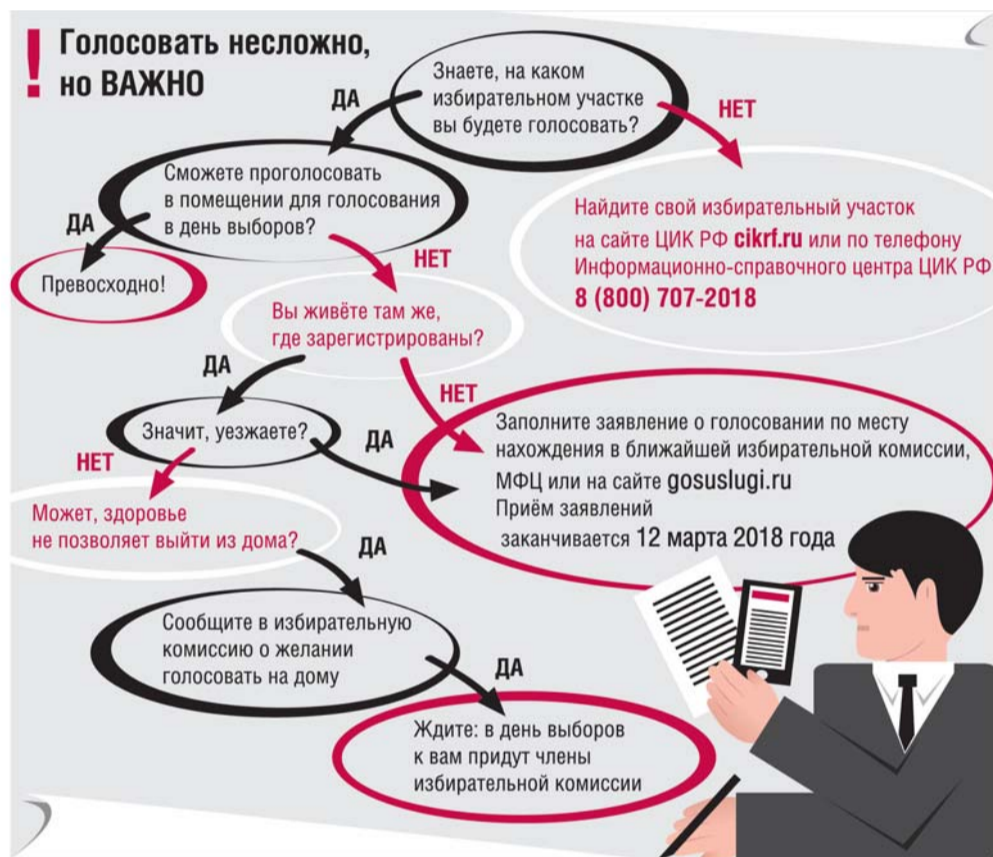 ! Голосовать несложно,
но ВАЖНО
Знаете, на каком
избирательном участке
вы будете голосовать?
ДА
НЕТ
Сможете проголосовать
в помещении для голосования
в день выборов?
Найдите свой избирательный участок
на сайте ЦИК РФ cikrf.ru или по телефону
Информационно-справочного центра ЦИК РФ
8 (800) 707-2018
ДА
НЕТ
Превосходно!
Вы живёте там же,
где зарегистрированы?
ДА
НЕТ
Значит, уезжаете?
ДА
НЕТ
Заполните заявление о голосовании по месту
нахождения в ближайшей избирательной комиссии,
МФЦ или на сайте gosuslugi.ru
Приём заявлений
заканчивается 12 марта 2018 года
Может, здоровье
не позволяет выйти из дома?
ДА
Сообщите в избирательную
комиссию о желании
голосовать на дому
ДА
Ждите: в день выборов
к вам придут члены
избирательной комиссии